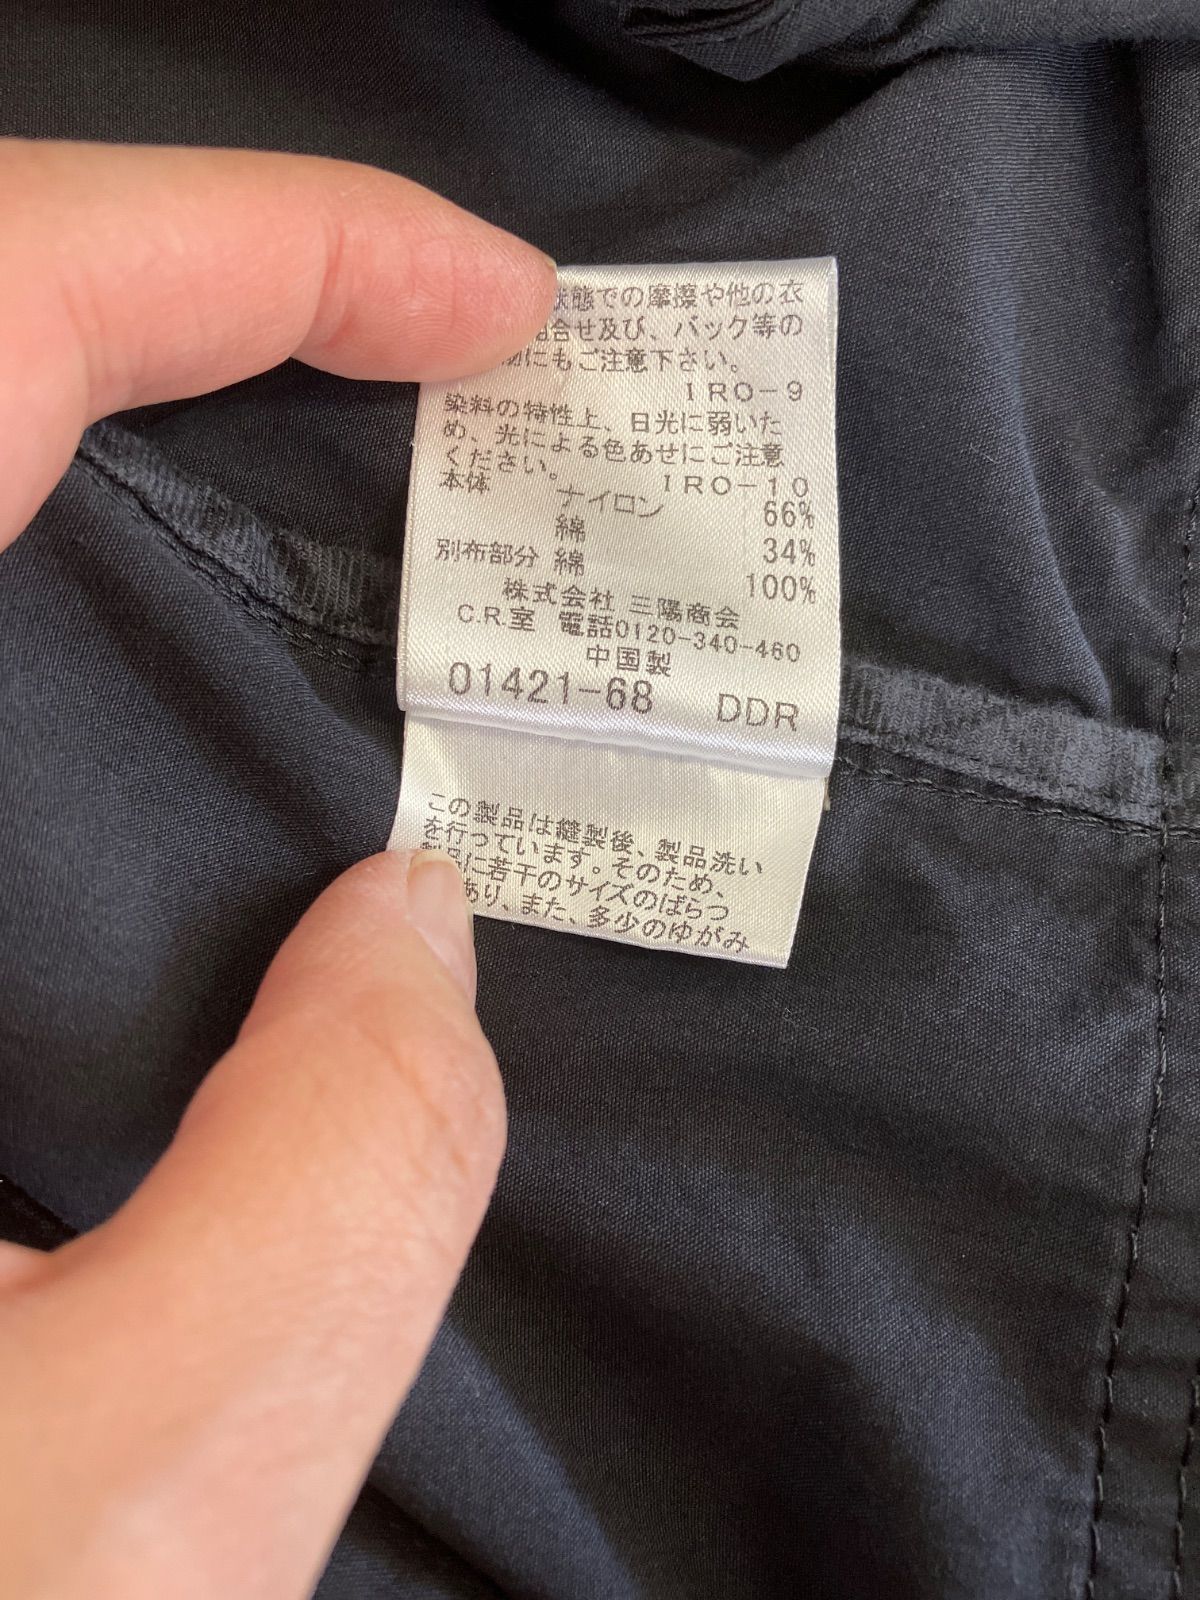 状態での摩擦や他の衣
組合せ及び、バック等の
物にもご注意下さい。
IRO-9
染料の特性上、日光に弱いた
め、光による色あせにご注意
ください。
IRO-10
本体 ナイロン 66%
綿 34%
別布部分 綿 100%
株式会社 三陽商会
C.R.室 電話0120-340-460
中国製
01421-68 DDR
この製品は縫製後、製品洗い
を行っています。そのため、
製品に若干のサイズのばらつ
あり、また、多少のゆがみ